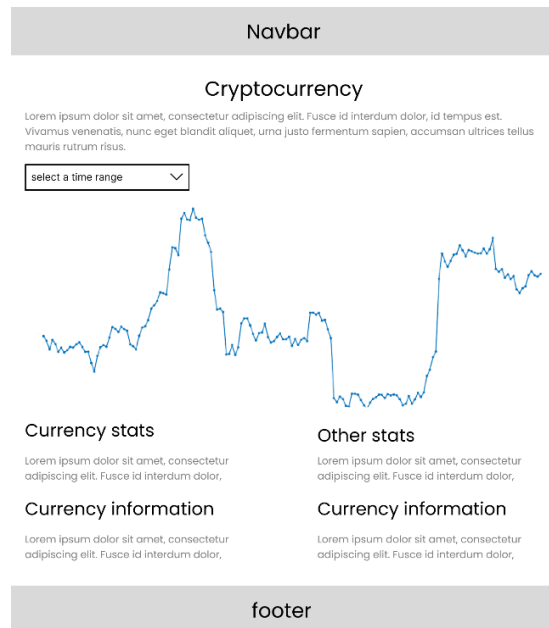 Navbar
Cryptocurrency
Lorem ipsum dolor sit amet, consectetur adipiscing elit. Fusce id interdum dolor, id tempus est.
Vivamus venenatis, nunc eget blandit aliquet, urna justo fermentum sapien, accumsan ultrices tellus
mauris rutrum risus.
select a time range
Currency stats
Lorem ipsum dolor sit amet, consectetur
adipiscing elit. Fusce id interdum dolor,
Other stats
Lorem ipsum dolor sit amet, consectetur
adipiscing elit. Fusce id interdum dolor,
Currency information
Lorem ipsum dolor sit amet, consectetur
adipiscing elit. Fusce id interdum dolor,
Currency information
Lorem ipsum dolor sit amet, consectetur
adipiscing elit. Fusce id interdum dolor,
footer